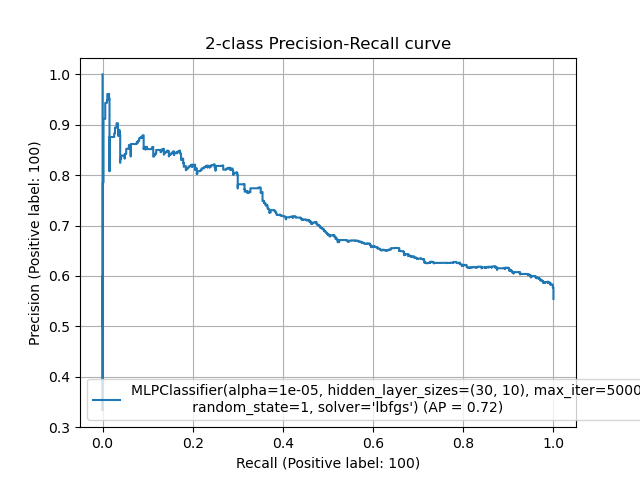 2-class Precision-Recall curve
1.0
0.9
0.8
0.7
0.6
0.5
0.4
0.3
Precision (Positive label: 100)
MLPClassifier(alpha=1e-05, hidden_layer_sizes=(30, 10), max_iter=5000
random_state=1, solver='lbfgs') (AP = 0.72)
0.0 0.2 0.4 0.6 0.8 1.0
Recall (Positive label: 100)